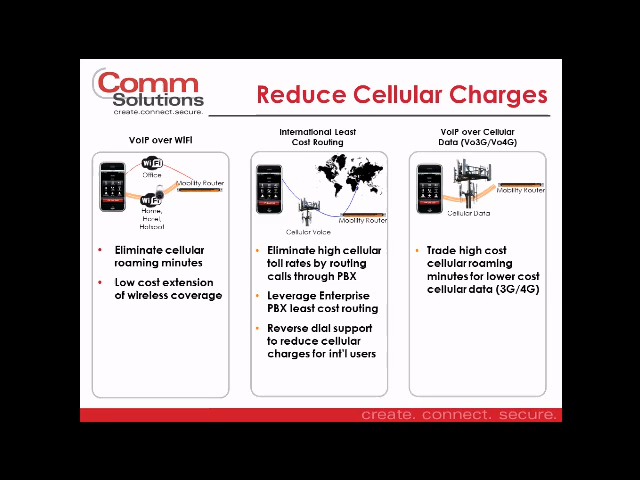 Comm
Solutions
create.connect.secure.
Reduce Cellular Charges
VoIP over WiFi
WiFi
Office
Mobility Router
WiFi
Home,
Hotel,
Hotspot
Eliminate cellular
roaming minutes
Low cost extension
of wireless coverage
International Least
Cost Routing
Mobility Router
Cellular Voice
Eliminate high cellular
toll rates by routing
calls through PBX
Leverage Enterprise
PBX least cost routing
Reverse dial support
to reduce cellular
charges for int'l users
VoIP over Cellular
Data (Vo3G/Vo4G)
Mobility Router
Cellular Data
Trade high cost
cellular roaming
minutes for lower cost
cellular data (3G/4G)
create. connect. secure.